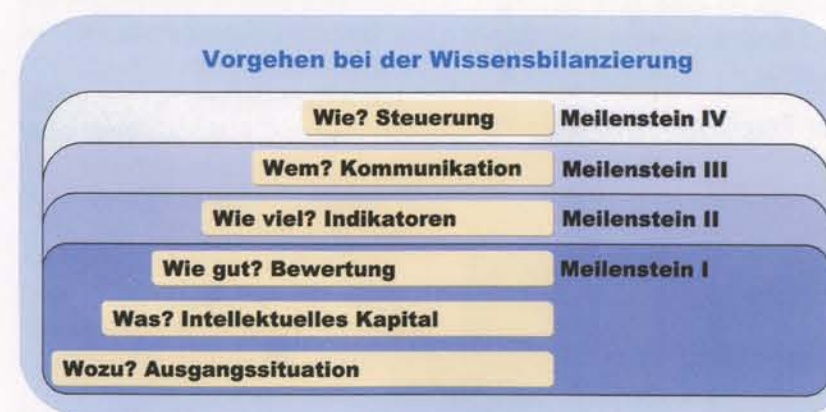 Vorgehen bei der Wissensbilanzierung
Wie? Steuerung Meilenstein IV
Wem? Kommunikation Meilenstein III
Wie viel? Indikatoren Meilenstein II
Wie gut? Bewertung Meilenstein I
Was? Intellektuelles Kapital
Wozu? Ausgangssituation